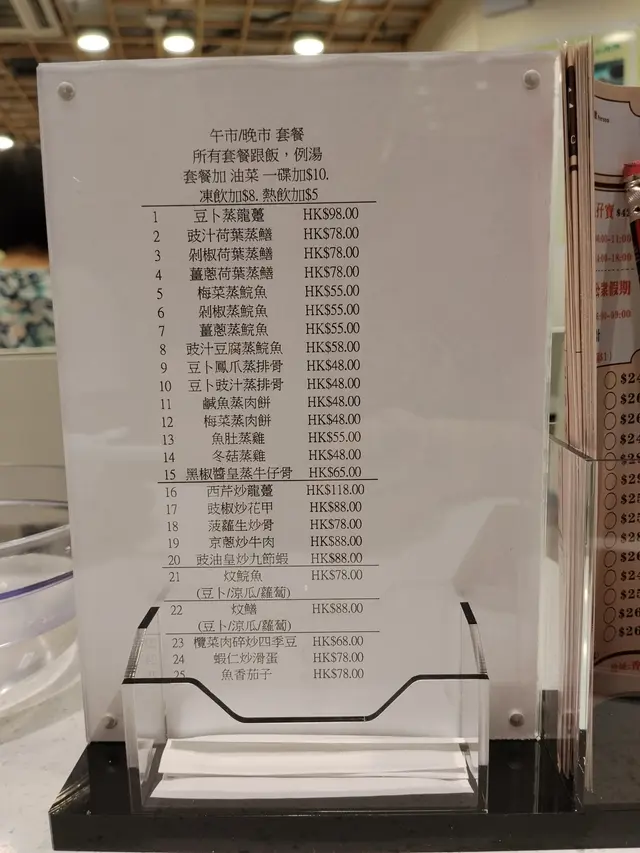 午市/晚市 套餐
所有套餐跟飯，例湯
套餐加 油菜 一碟加$10.
凍飲加$8. 熱飲加$5
1 豆卜蒸龍躉 HK$98.00
2 豉汁荷葉蒸鱔 HK$78.00
3 剁椒荷葉蒸鱔 HK$78.00
4 薑蔥荷葉蒸鱔 HK$78.00
5 梅菜蒸鯇魚 HK$55.00
6 剁椒蒸鯇魚 HK$55.00
7 薑蔥蒸鯇魚 HK$55.00
8 豉汁豆腐蒸鯇魚 HK$58.00
9 豆卜鳳爪蒸排骨 HK$48.00
10 豆卜豉汁蒸排骨 HK$48.00
11 鹹魚蒸肉餅 HK$48.00
12 梅菜蒸肉餅 HK$48.00
13 魚肚蒸雞 HK$55.00
14 冬菇蒸雞 HK$48.00
15 黑椒醬皇蒸牛仔骨 HK$65.00
16 西芹炒龍躉 HK$118.00
17 豉椒炒花甲 HK$88.00
18 菠蘿生炒骨 HK$78.00
19 京蔥炒牛肉 HK$88.00
20 豉油皇炒九節蝦 HK$88.00
21 炆鯇魚 HK$78.00
(豆卜/涼瓜/蘿蔔)
22 炆鱔 HK$88.00
(豆卜/涼瓜/蘿蔔)
23 欖菜肉碎炒四季豆 HK$68.00
24 蝦仁炒滑蛋 HK$78.00
25 魚香茄子 HK$78.00